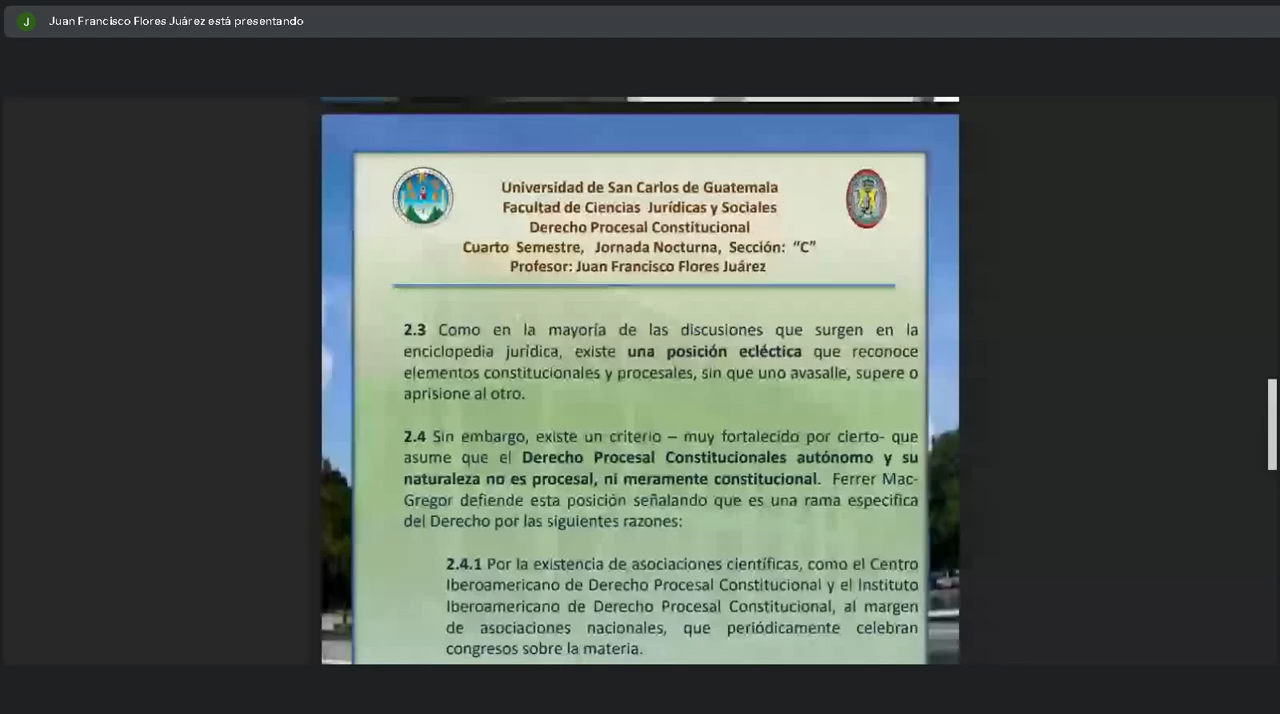 J Juan Francisco Flores Juárez está presentando
Universidad de San Carlos de Guatemala
Facultad de Ciencias Jurídicas y Sociales
Derecho Procesal Constitucional
Cuarto Semestre, Jornada Nocturna, Sección: “C”
Profesor: Juan Francisco Flores Juárez
2.3 Como en la mayoría de las discusiones que surgen en la
enciclopedia jurídica, existe una posición ecléctica que reconoce
elementos constitucionales y procesales, sin que uno avasalle, supere o
aprisione al otro.
2.4 Sin embargo, existe un criterio – muy fortalecido por cierto- que
asume que el Derecho Procesal Constitucionales autónomo y su
naturaleza no es procesal, ni meramente constitucional. Ferrer Mac-
Gregor defiende esta posición señalando que es una rama especifica
del Derecho por las siguientes razones:
2.4.1 Por la existencia de asociaciones científicas, como el Centro
Iberoamericano de Derecho Procesal Constitucional y el Instituto
Iberoamericano de Derecho Procesal Constitucional, al margen
de asociaciones nacionales, que periódicamente celebran
congresos sobre la materia.